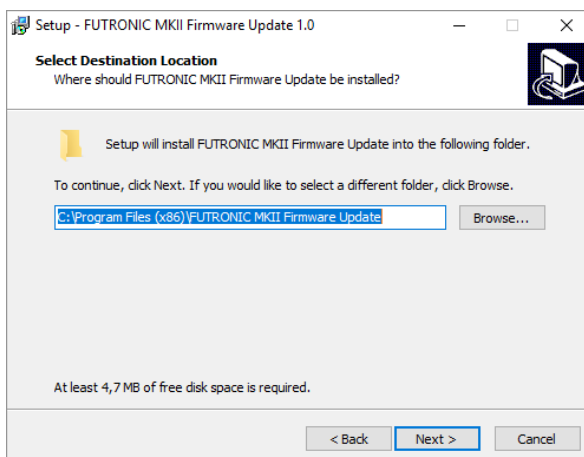 Setup - FUTRONIC MKII Firmware Update 1.0
Select Destination Location
Where should FUTRONIC MKII Firmware Update be installed?
Setup will install FUTRONIC MKII Firmware Update into the following folder.
To continue, click Next. If you would like to select a different folder, click Browse.
C:\Program Files (x86)\FUTRONIC MKII Firmware Update
Browse...
At least 4,7 MB of free disk space is required.
< Back
Next >
Cancel